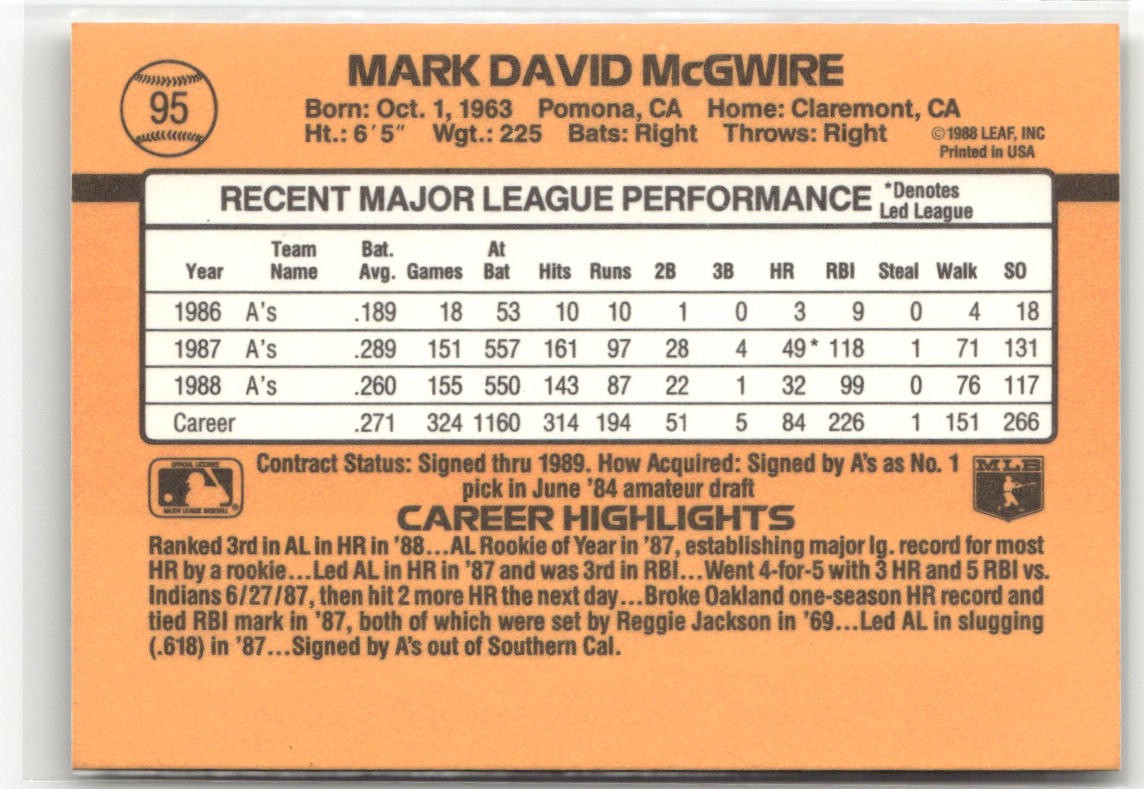 95
MARK DAVID McGWIRE
Born: Oct. 1, 1963 Pomona, CA Home: Claremont, CA
Ht.: 6'5" Wgt.: 225 Bats: Right Throws: Right
©1988 LEAF, INC
Printed in USA
RECENT MAJOR LEAGUE PERFORMANCE *Denotes Led League
Year Team Name Bat. Avg. Games At Bat Hits Runs 2B 3B HR RBI Steal Walk SO
1986 A's .189 18 53 10 10 1 0 3 9 0 4 18
1987 A's .289 151 557 161 97 28 4 49* 118 1 71 131
1988 A's .260 155 550 143 87 22 1 32 99 0 76 117
Career .271 324 1160 314 194 51 5 84 226 1 151 266
OFFICIAL LICENSEE
MAJOR LEAGUE BASEBALL
Contract Status: Signed thru 1989. How Acquired: Signed by A's as No. 1
pick in June '84 amateur draft
MLB
CAREER HIGHLIGHTS
Ranked 3rd in AL in HR in '88...AL Rookie of Year in '87, establishing major lg. record for most
HR by a rookie...Led AL in HR in '87 and was 3rd in RBI...Went 4-for-5 with 3 HR and 5 RBI vs.
Indians 6/27/87, then hit 2 more HR the next day...Broke Oakland one-season HR record and
tied RBI mark in '87, both of which were set by Reggie Jackson in '69...Led AL in slugging
(.618) in '87...Signed by A's out of Southern Cal.